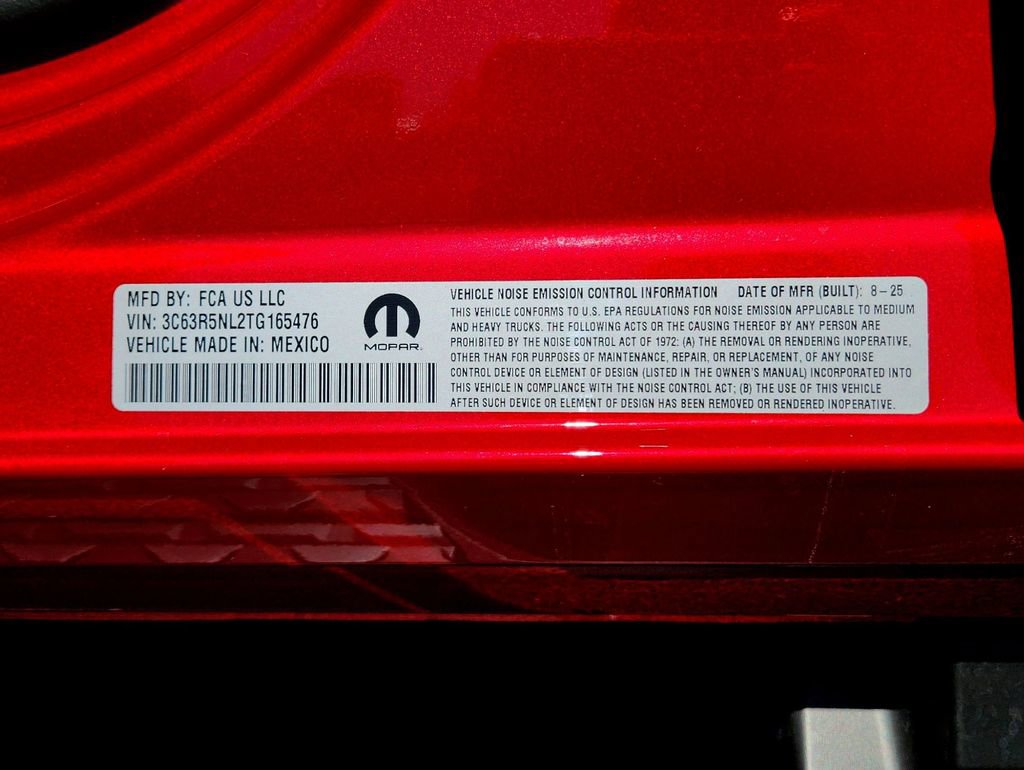 MFD BY: FCA US LLC
VIN: 3C63R5NL2TG165476
VEHICLE MADE IN: MEXICO
MOPAR
VEHICLE NOISE EMISSION CONTROL INFORMATION DATE OF MFR (BUILT): 8-25
THIS VEHICLE CONFORMS TO U.S. EPA REGULATIONS FOR NOISE EMISSION APPLICABLE TO MEDIUM
AND HEAVY TRUCKS. THE FOLLOWING ACTS OR THE CAUSING THEREOF BY ANY PERSON ARE
PROHIBITED BY THE NOISE CONTROL ACT OF 1972: (A) THE REMOVAL OR RENDERING INOPERATIVE,
OTHER THAN FOR PURPOSES OF MAINTENANCE, REPAIR, OR REPLACEMENT, OF ANY NOISE
CONTROL DEVICE OR ELEMENT OF DESIGN (LISTED IN THE OWNER'S MANUAL) INCORPORATED INTO
THIS VEHICLE IN COMPLIANCE WITH THE NOISE CONTROL ACT; (B) THE USE OF THIS VEHICLE
AFTER SUCH DEVICE OR ELEMENT OF DESIGN HAS BEEN REMOVED OR RENDERED INOPERATIVE.